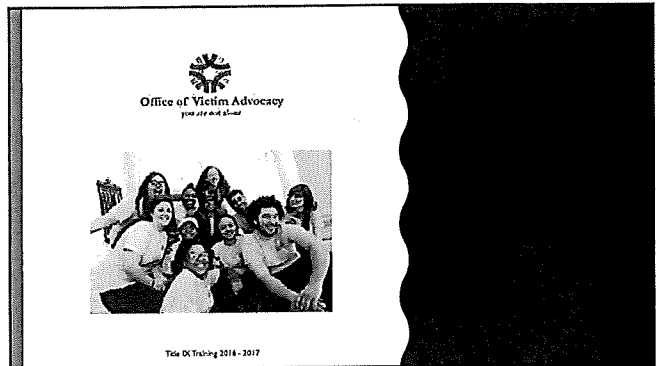 Office of Victim Advocacy
you are not alone
Title IX Training 2016 - 2017